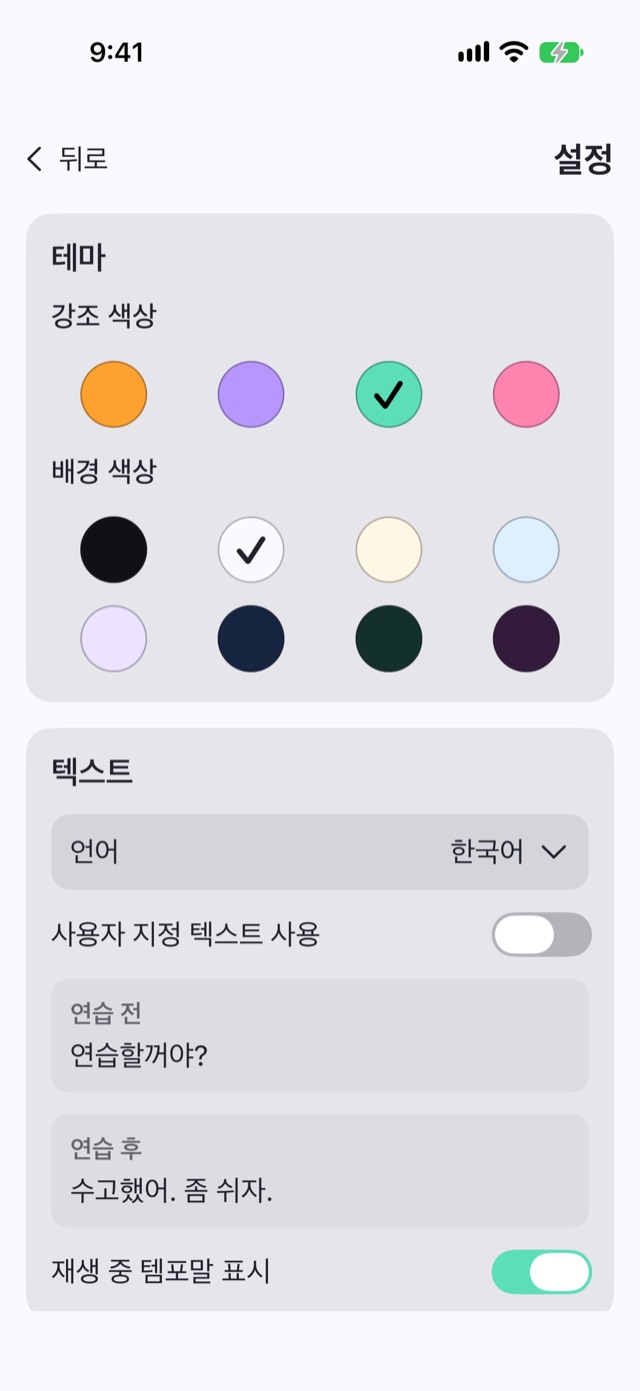 9:41
뒤로
설정
테마
강조 색상
배경 색상
텍스트
언어
한국어
사용자 지정 텍스트 사용
연습 전
연습할꺼야?
연습 후
수고했어. 좀 쉬자.
재생 중 템포말 표시